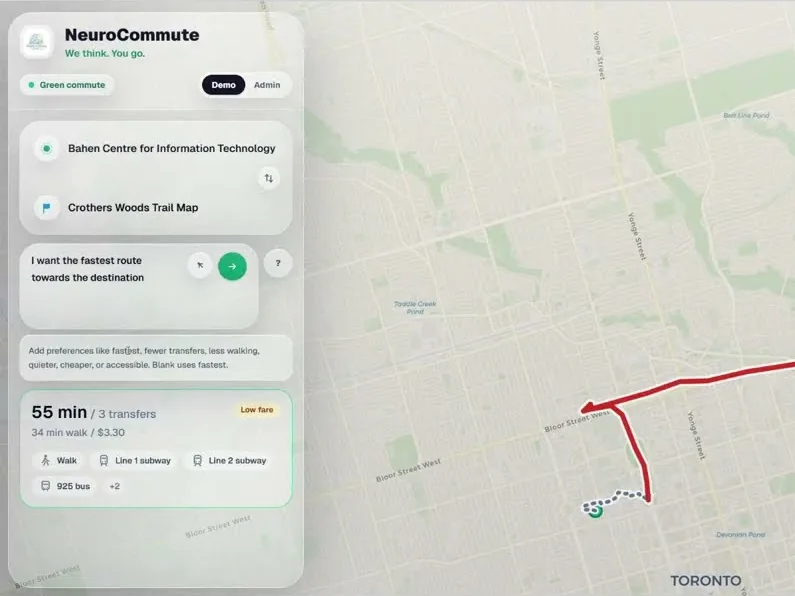 NeuroCommute
We think. You go.
Green commute
Demo
Admin
Bahen Centre for Information Technology
Crothers Woods Trail Map
I want the fastest route
towards the destination
?
Add preferences like fastest, fewer transfers, less walking,
quieter, cheaper, or accessible. Blank uses fastest.
55 min / 3 transfers
Low fare
34 min walk / $3.30
Walk
Line 1 subway
Line 2 subway
925 bus
+2
Bloor Street West
Bloor Street West
Yonge Street
Belt Line Pond
Yonge Street
Taddle Creek
Pond
Bloor Street West
Yonge Street
Bloor Street West
Devonian Pond
TORONTO